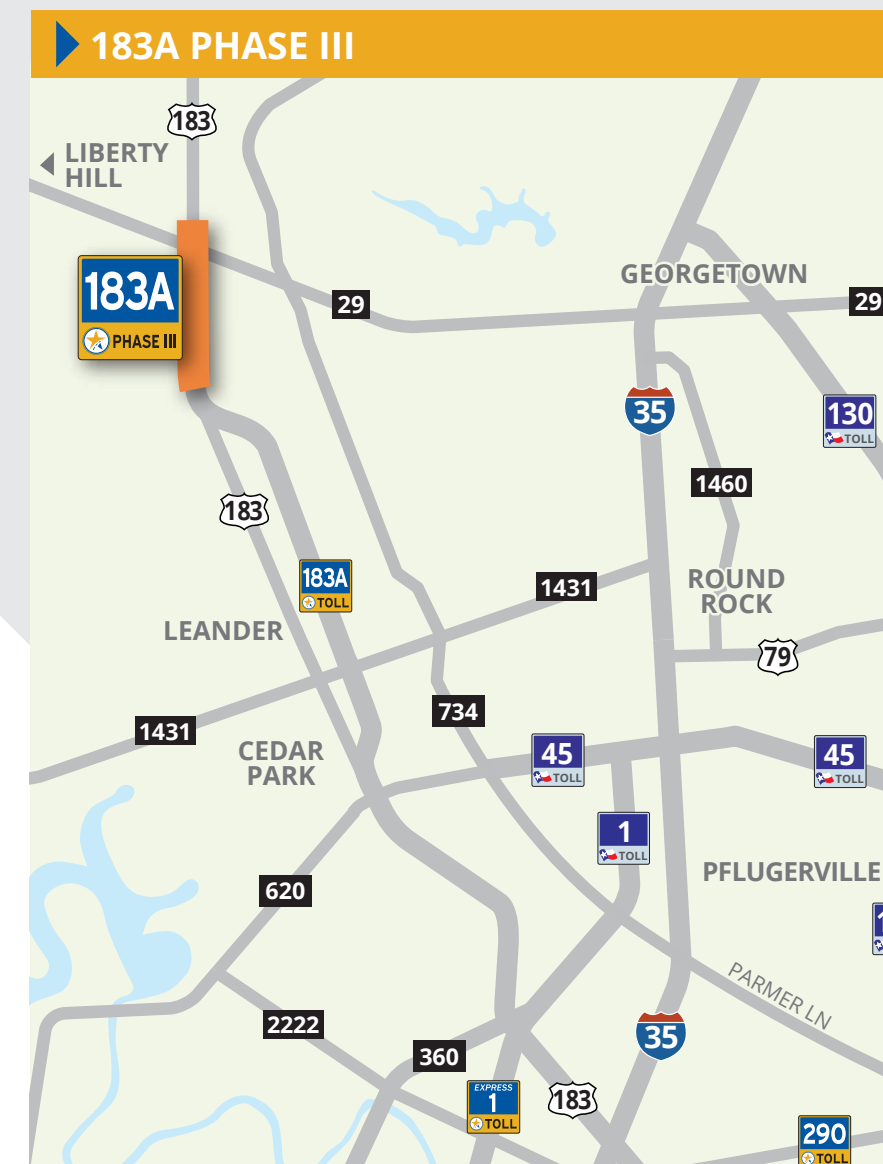 183A PHASE III
183
LIBERTY
HILL
GEORGETOWN
183A
PHASE III
29
29
35
130
TOLL
1460
183
183A
TOLL
1431
ROUND
ROCK
LEANDER
79
734
1431
CEDAR
PARK
45
TOLL
45
TOLL
1
TOLL
PFLUGERVILLE
620
PARMER LN
2222
35
360
EXPRESS
1
TOLL
183
290
TOLL